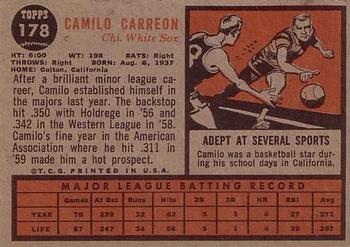 TOPPS
178
CAMILO CARREON
c Chi. White Sox
HT: 6:00 WT: 198 BATS: Right
THROWS: Right BORN: Aug. 6, 1937
HOME: Colton, California
After a brilliant minor league ca-
reer, Camilo established himself in
the majors last year. The backstop
hit .350 with Holdrege in '56 and
.342 in the Western League in '58.
Camilo's fine year in the American
Association where he hit .311 in
'59 made him a hot prospect.
©T.C.G. PRINTED IN U.S.A.
ADEPT AT SEVERAL SPORTS
Camilo was a basketball star dur-
ing his school days in California.
MAJOR LEAGUE BATTING RECORD
Games At Bat Runs Hits 2B 3B HR RBI Avg.
YEAR 78 229 32 62 5 1 4 27 .271
LIFE 87 247 34 66 5 1 4 29 .267